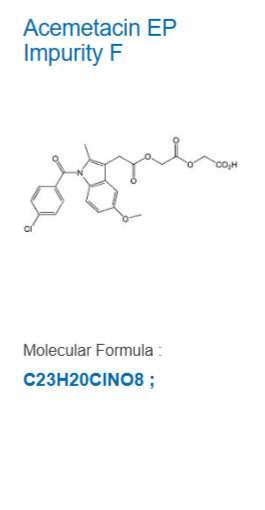 Acemetacin EP
Impurity F
O
O
O
O
O
O
CO₂H
N
O
Cl
Molecular Formula :
C23H20ClNO8 ;